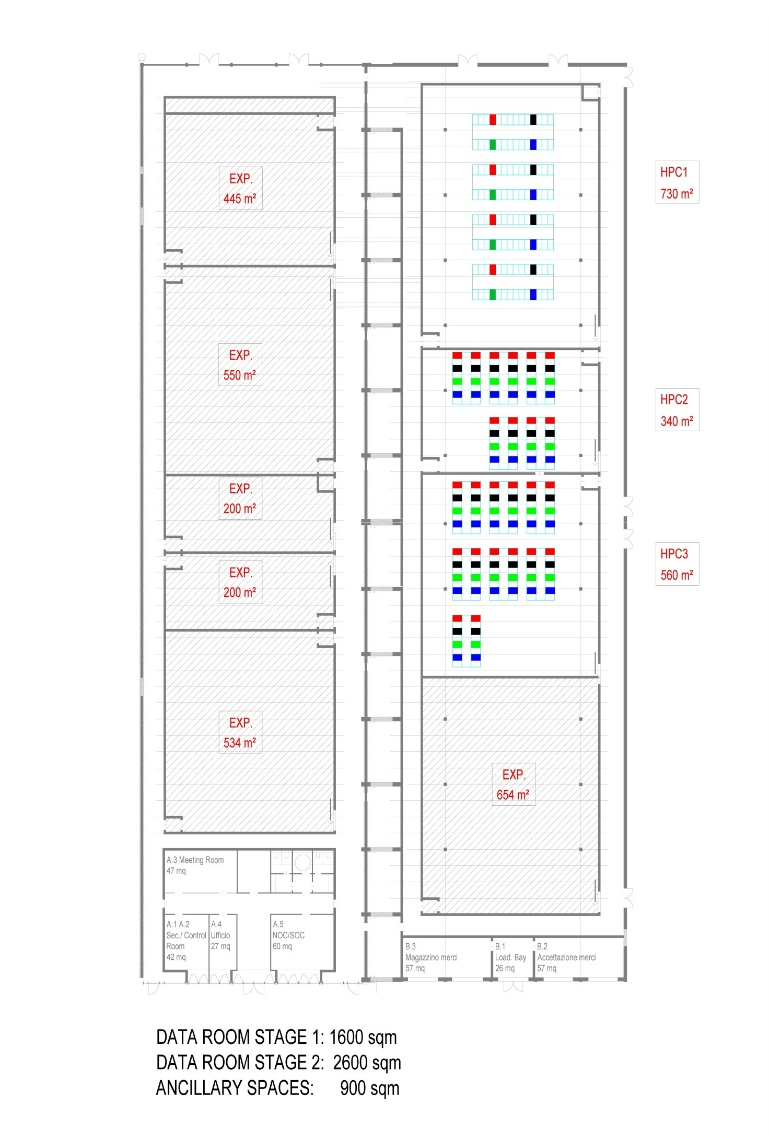 EXP.
445 m²
HPC1
730 m²
EXP.
550 m²
HPC2
340 m²
EXP.
200 m²
HPC3
560 m²
EXP.
200 m²
EXP.
534 m²
EXP.
654 m²
A.3 Meeting Room
47 mq
A.1 A.2
Sec./ Control
Room
42 mq
A.4
Ufficio
27 mq
A.5
NOC/SOC
60 mq
B.3
Magazzino merci
57 mq
B.1
Load. Bay
26 mq
B.2
Accettazione merci
57 mq
DATA ROOM STAGE 1: 1600 sqm
DATA ROOM STAGE 2: 2600 sqm
ANCILLARY SPACES: 900 sqm